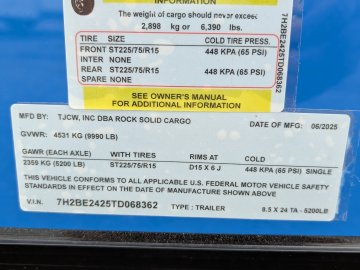 INFORMATION
The weight of cargo should never exceed
2,898 kg or 6,390 lbs.
TIRE SIZE COLD TIRE PRESS.
FRONT ST225/75/R15 448 KPA (65 PSI)
INTER NONE
REAR ST225/75/R15 448 KPA (65 PSI)
SPARE NONE
SEE OWNER'S MANUAL
FOR ADDITIONAL INFORMATION
7H2BE2425TD068362
MFD BY: TJCW, INC DBA ROCK SOLID CARGO 06/2025
GVWR: 4531 KG (9990 LB)
GAWR (EACH AXLE) WITH TIRES RIMS AT COLD
2359 KG (5200 LB) ST225/75/R15 D15 X 6 J 448 KPA (65 PSI) SINGLE
THIS VEHICLE CONFORMS TO ALL APPLICABLE U.S. FEDERAL MOTOR VEHICLE SAFETY
STANDARDS IN EFFECT ON THE DATE OF MANUFACTURE SHOWN ABOVE
V.I.N. 7H2BE2425TD068362 TYPE : TRAILER 8.5 X 24 TA - 5200LB